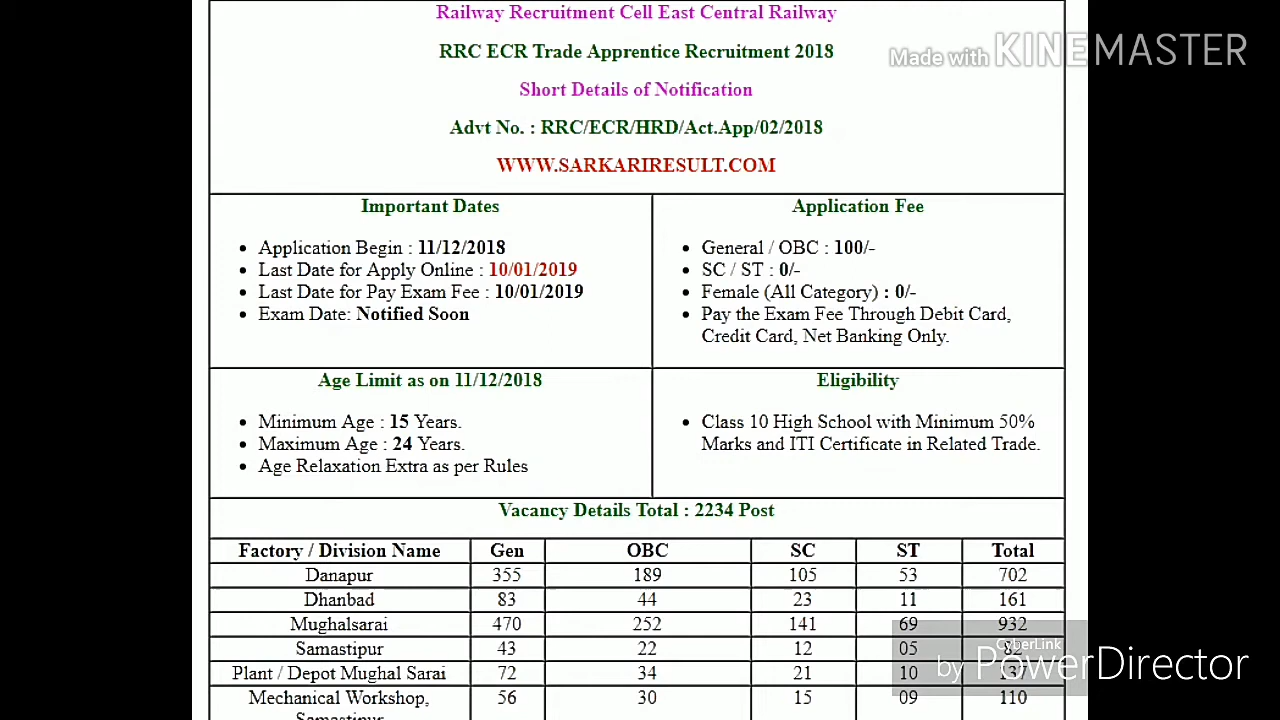 Railway Recruitment Cell East Central Railway
RRC ECR Trade Apprentice Recruitment 2018
Short Details of Notification
Advt No. : RRC/ECR/HRD/Act.App/02/2018
WWW.SARKARIRESULT.COM
Made with KINEMASTER
Important Dates
• Application Begin : 11/12/2018
• Last Date for Apply Online : 10/01/2019
• Last Date for Pay Exam Fee : 10/01/2019
• Exam Date: Notified Soon
Application Fee
• General / OBC : 100/-
• SC / ST : 0/-
• Female (All Category) : 0/-
• Pay the Exam Fee Through Debit Card,
Credit Card, Net Banking Only.
Age Limit as on 11/12/2018
• Minimum Age : 15 Years.
• Maximum Age : 24 Years.
• Age Relaxation Extra as per Rules
Eligibility
• Class 10 High School with Minimum 50%
Marks and ITI Certificate in Related Trade.
Vacancy Details Total : 2234 Post
Factory / Division Name Gen OBC SC ST Total
Danapur 355 189 105 53 702
Dhanbad 83 44 23 11 161
Mughalsarai 470 252 141 69 932
Samastipur 43 22 12 05 82
Plant / Depot Mughal Sarai 72 34 21 10 137
Mechanical Workshop, 56 30 15 09 110
Samastipur
CyberLink
by PowerDirector